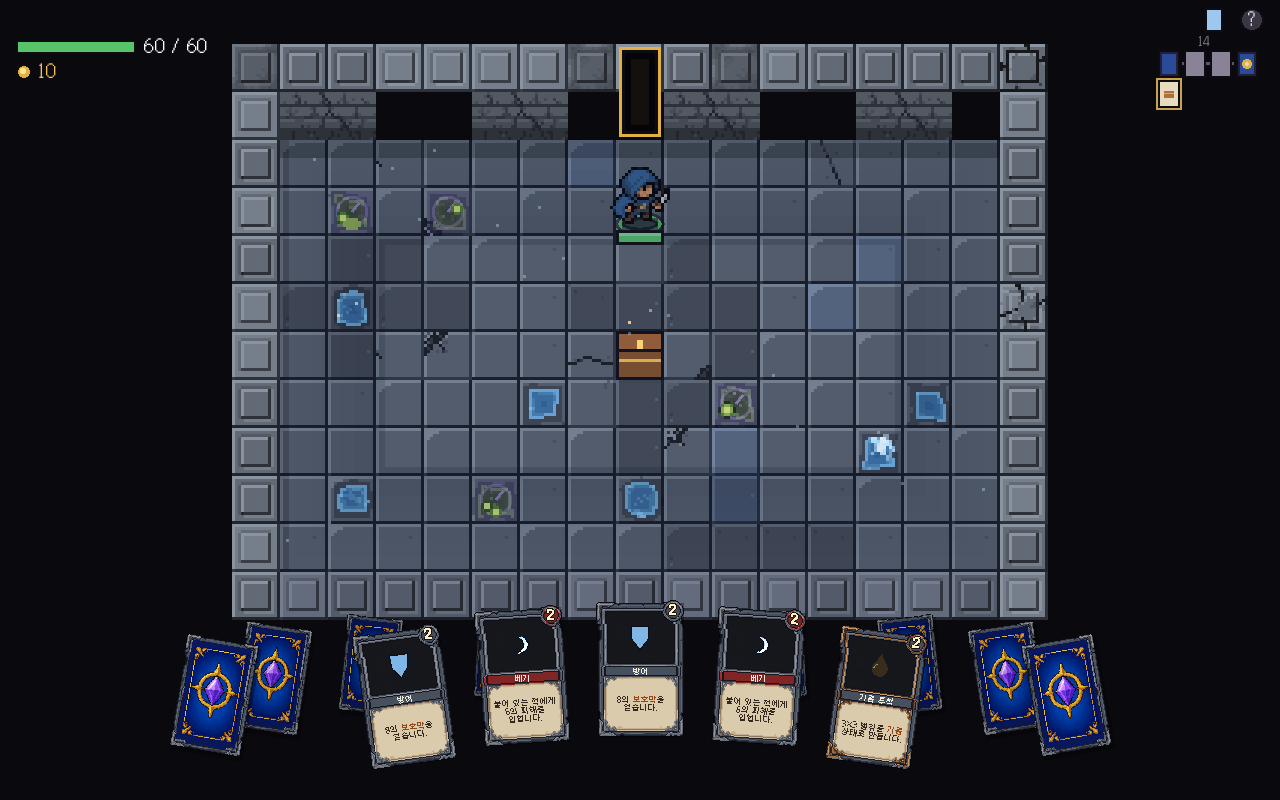 60 / 60
10
?
14
2
방어
8의 보호막을
얻습니다.
2
베기
붙어 있는 적에게
6의 피해를
입힙니다.
2
방어
8의 보호막을
얻습니다.
2
베기
붙어 있는 적에게
6의 피해를
입힙니다.
2
기름 투척
3×3 범위를 기름
상태로 만듭니다.